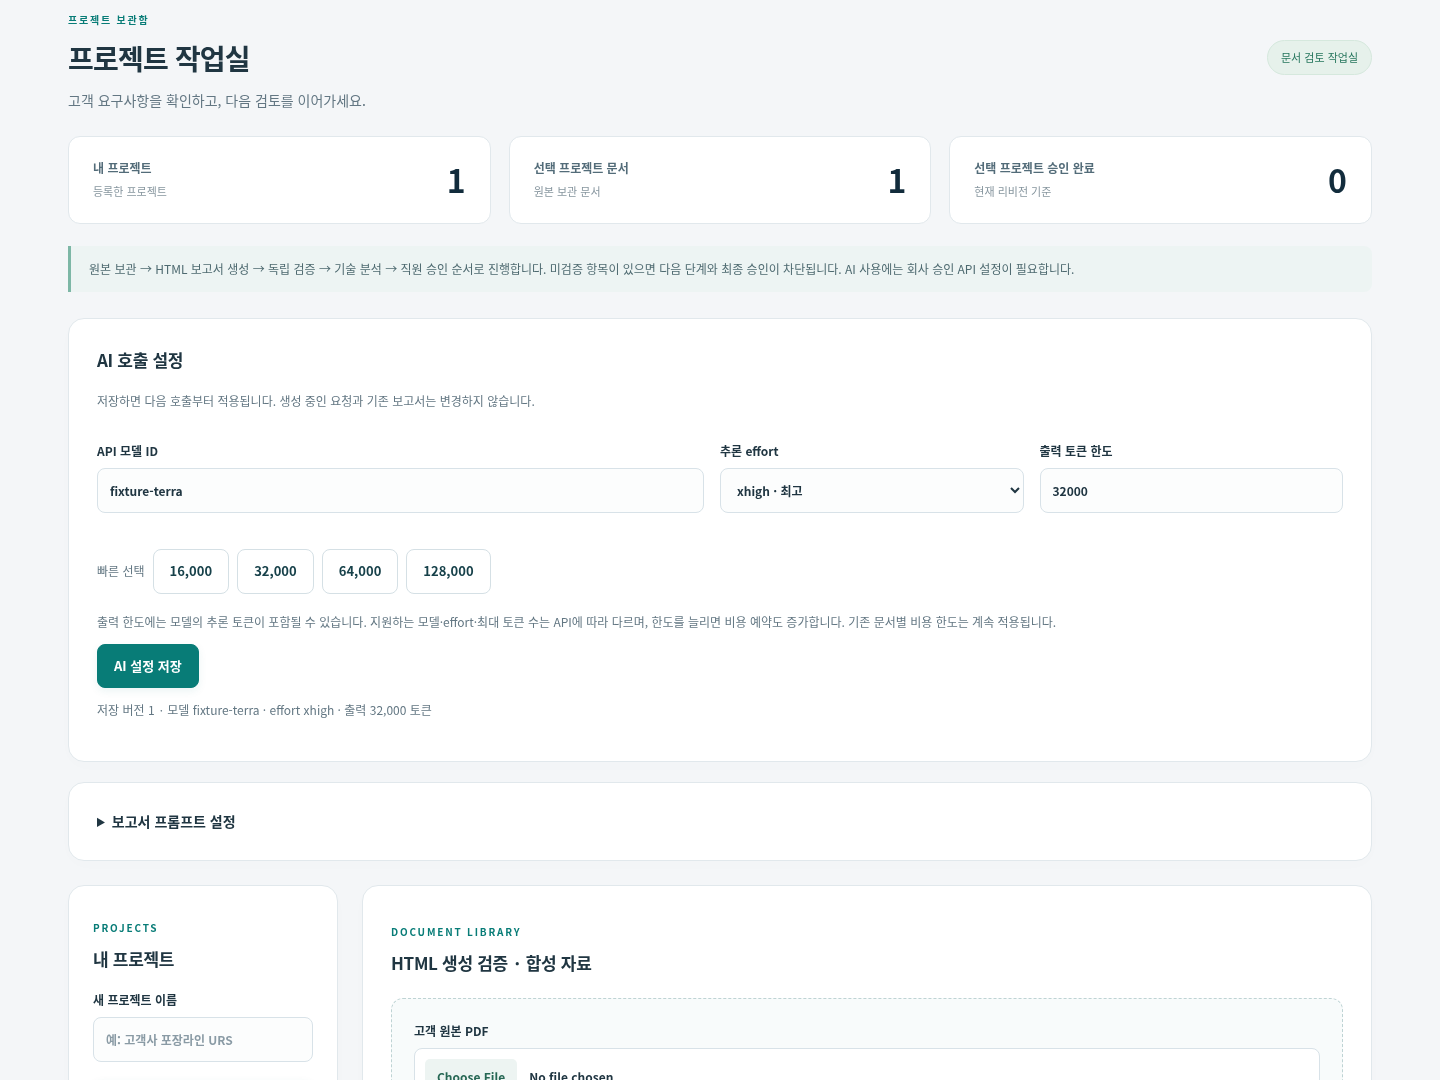 프로젝트 보관함
프로젝트 작업실
문서 검토 작업실
고객 요구사항을 확인하고, 다음 검토를 이어가세요.
내 프로젝트
등록한 프로젝트
1
선택 프로젝트 문서
원본 보관 문서
1
선택 프로젝트 승인 완료
현재 리비전 기준
0
원본 보관 → HTML 보고서 생성 → 독립 검증 → 기술 분석 → 직원 승인 순서로 진행합니다. 미검증 항목이 있으면 다음 단계와 최종 승인이 차단됩니다. AI 사용에는 회사 승인 API 설정이 필요합니다.
AI 호출 설정
저장하면 다음 호출부터 적용됩니다. 생성 중인 요청과 기존 보고서는 변경하지 않습니다.
API 모델 ID
추론 effort
출력 토큰 한도
fixture-terra
xhigh · 최고
32000
빠른 선택
16,000
32,000
64,000
128,000
출력 한도에는 모델의 추론 토큰이 포함될 수 있습니다. 지원하는 모델·effort·최대 토큰 수는 API에 따라 다르며, 한도를 늘리면 비용 예약도 증가합니다. 기존 문서별 비용 한도는 계속 적용됩니다.
AI 설정 저장
저장 버전 1 · 모델 fixture-terra · effort xhigh · 출력 32,000 토큰
▶ 보고서 프롬프트 설정
PROJECTS
내 프로젝트
새 프로젝트 이름
예: 고객사 포장라인 URS
DOCUMENT LIBRARY
HTML 생성 검증 · 합성 자료
고객 원본 PDF
Choose File
No file chosen